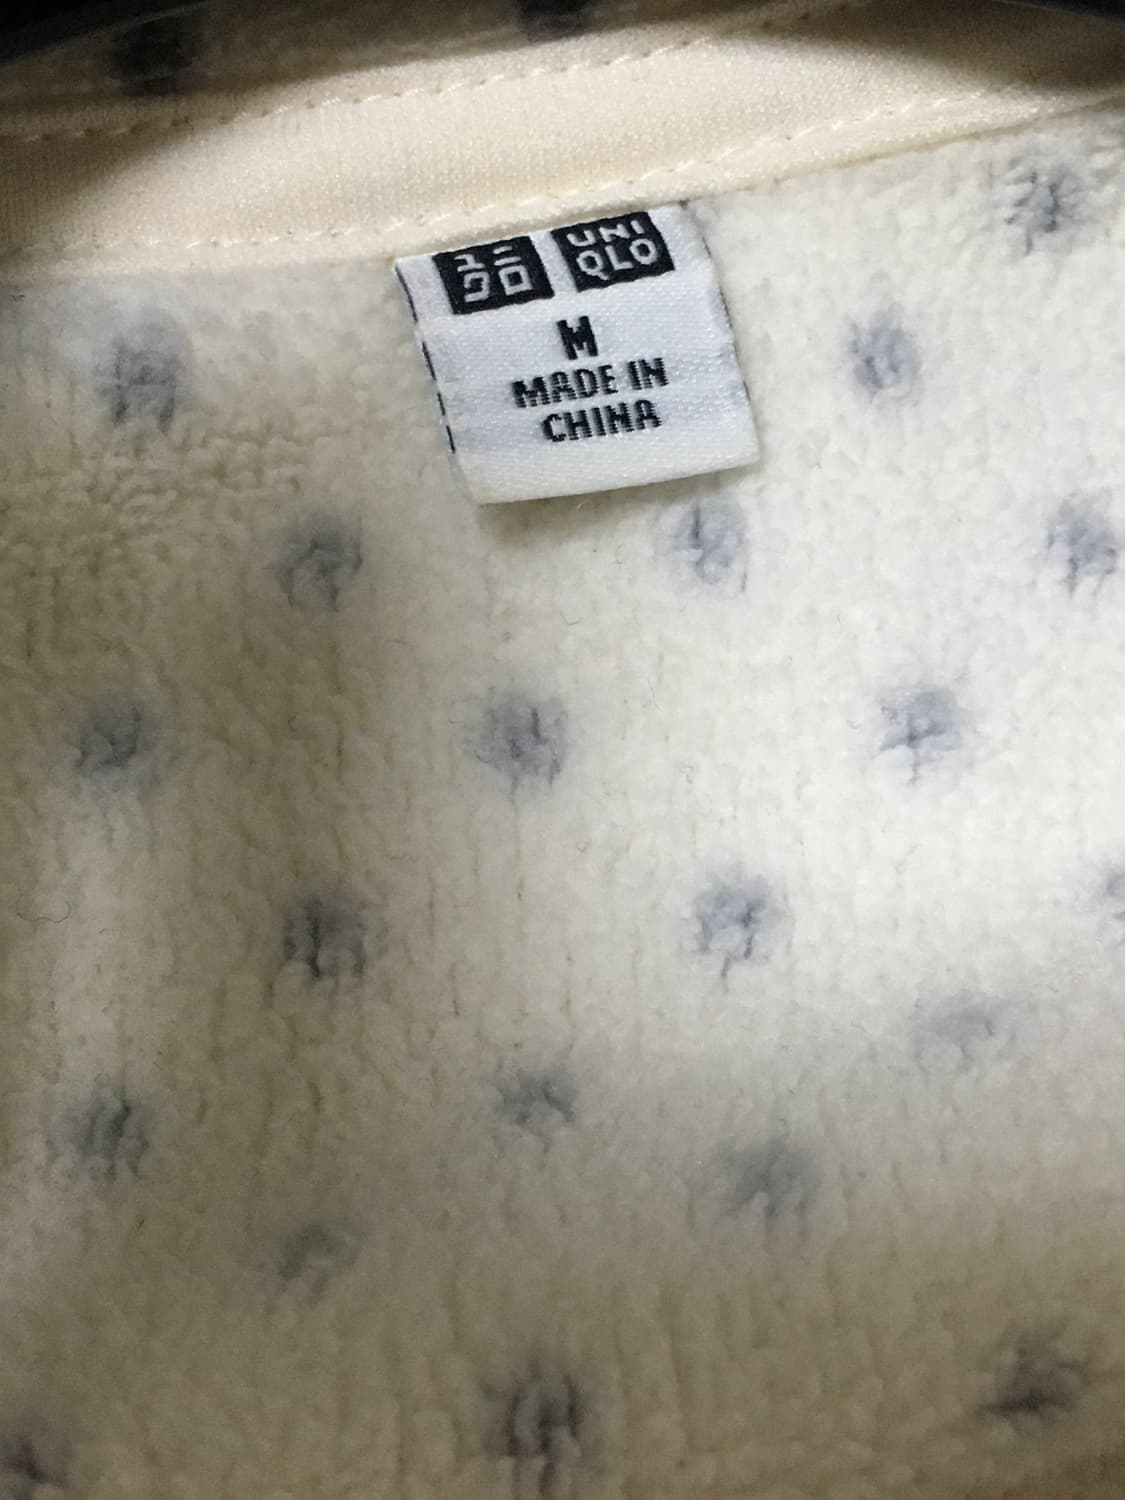 ユニ UNI
クロ QLO
M
MADE IN
CHINA